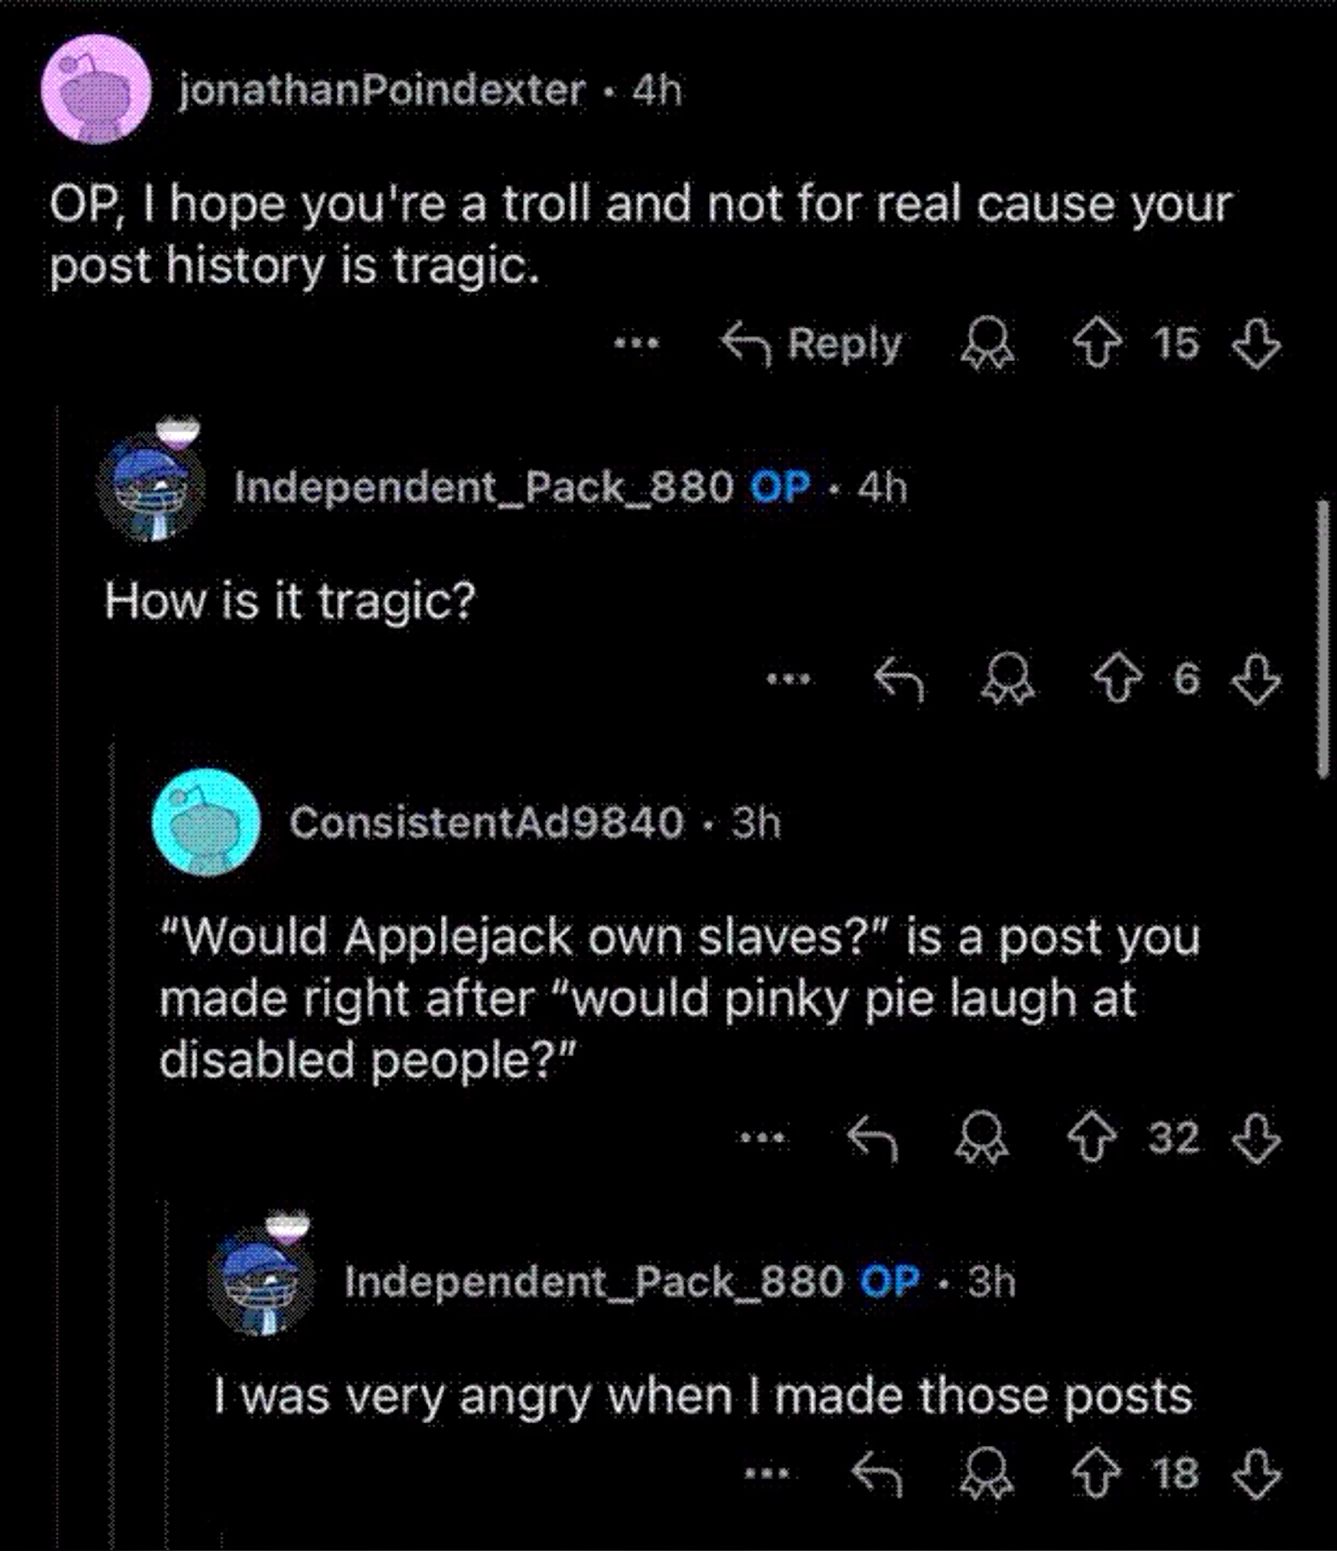 jonathanPoindexter · 4h
OP, I hope you're a troll and not for real cause your
post history is tragic.
... Reply 15
Independent_Pack_880 OP · 4h
How is it tragic?
... 6
ConsistentAd9840 · 3h
“Would Applejack own slaves?” is a post you
made right after “would pinky pie laugh at
disabled people?”
... 32
Independent_Pack_880 OP · 3h
I was very angry when I made those posts
... 18